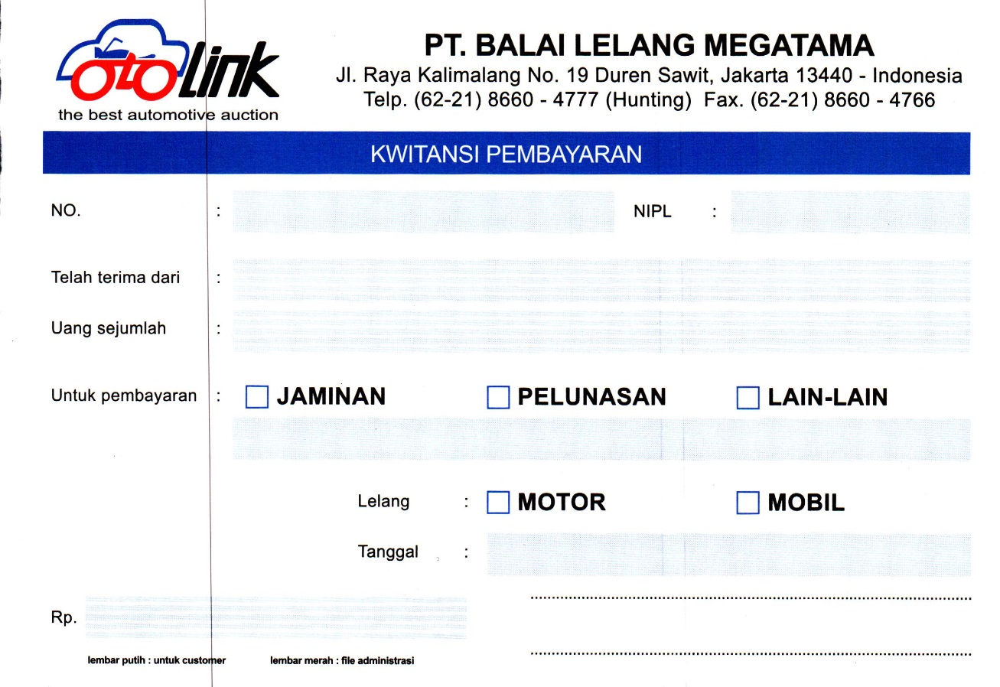 otolink
the best automotive auction
PT. BALAI LELANG MEGATAMA
Jl. Raya Kalimalang No. 19 Duren Sawit, Jakarta 13440 - Indonesia
Telp. (62-21) 8660 - 4777 (Hunting) Fax. (62-21) 8660 - 4766
KWITANSI PEMBAYARAN
NO. : NIPL :
Telah terima dari :
Uang sejumlah :
Untuk pembayaran : JAMINAN PELUNASAN LAIN-LAIN
Lelang : MOTOR MOBIL
Tanggal :
Rp.
lembar putih : untuk customer lembar merah : file administrasi